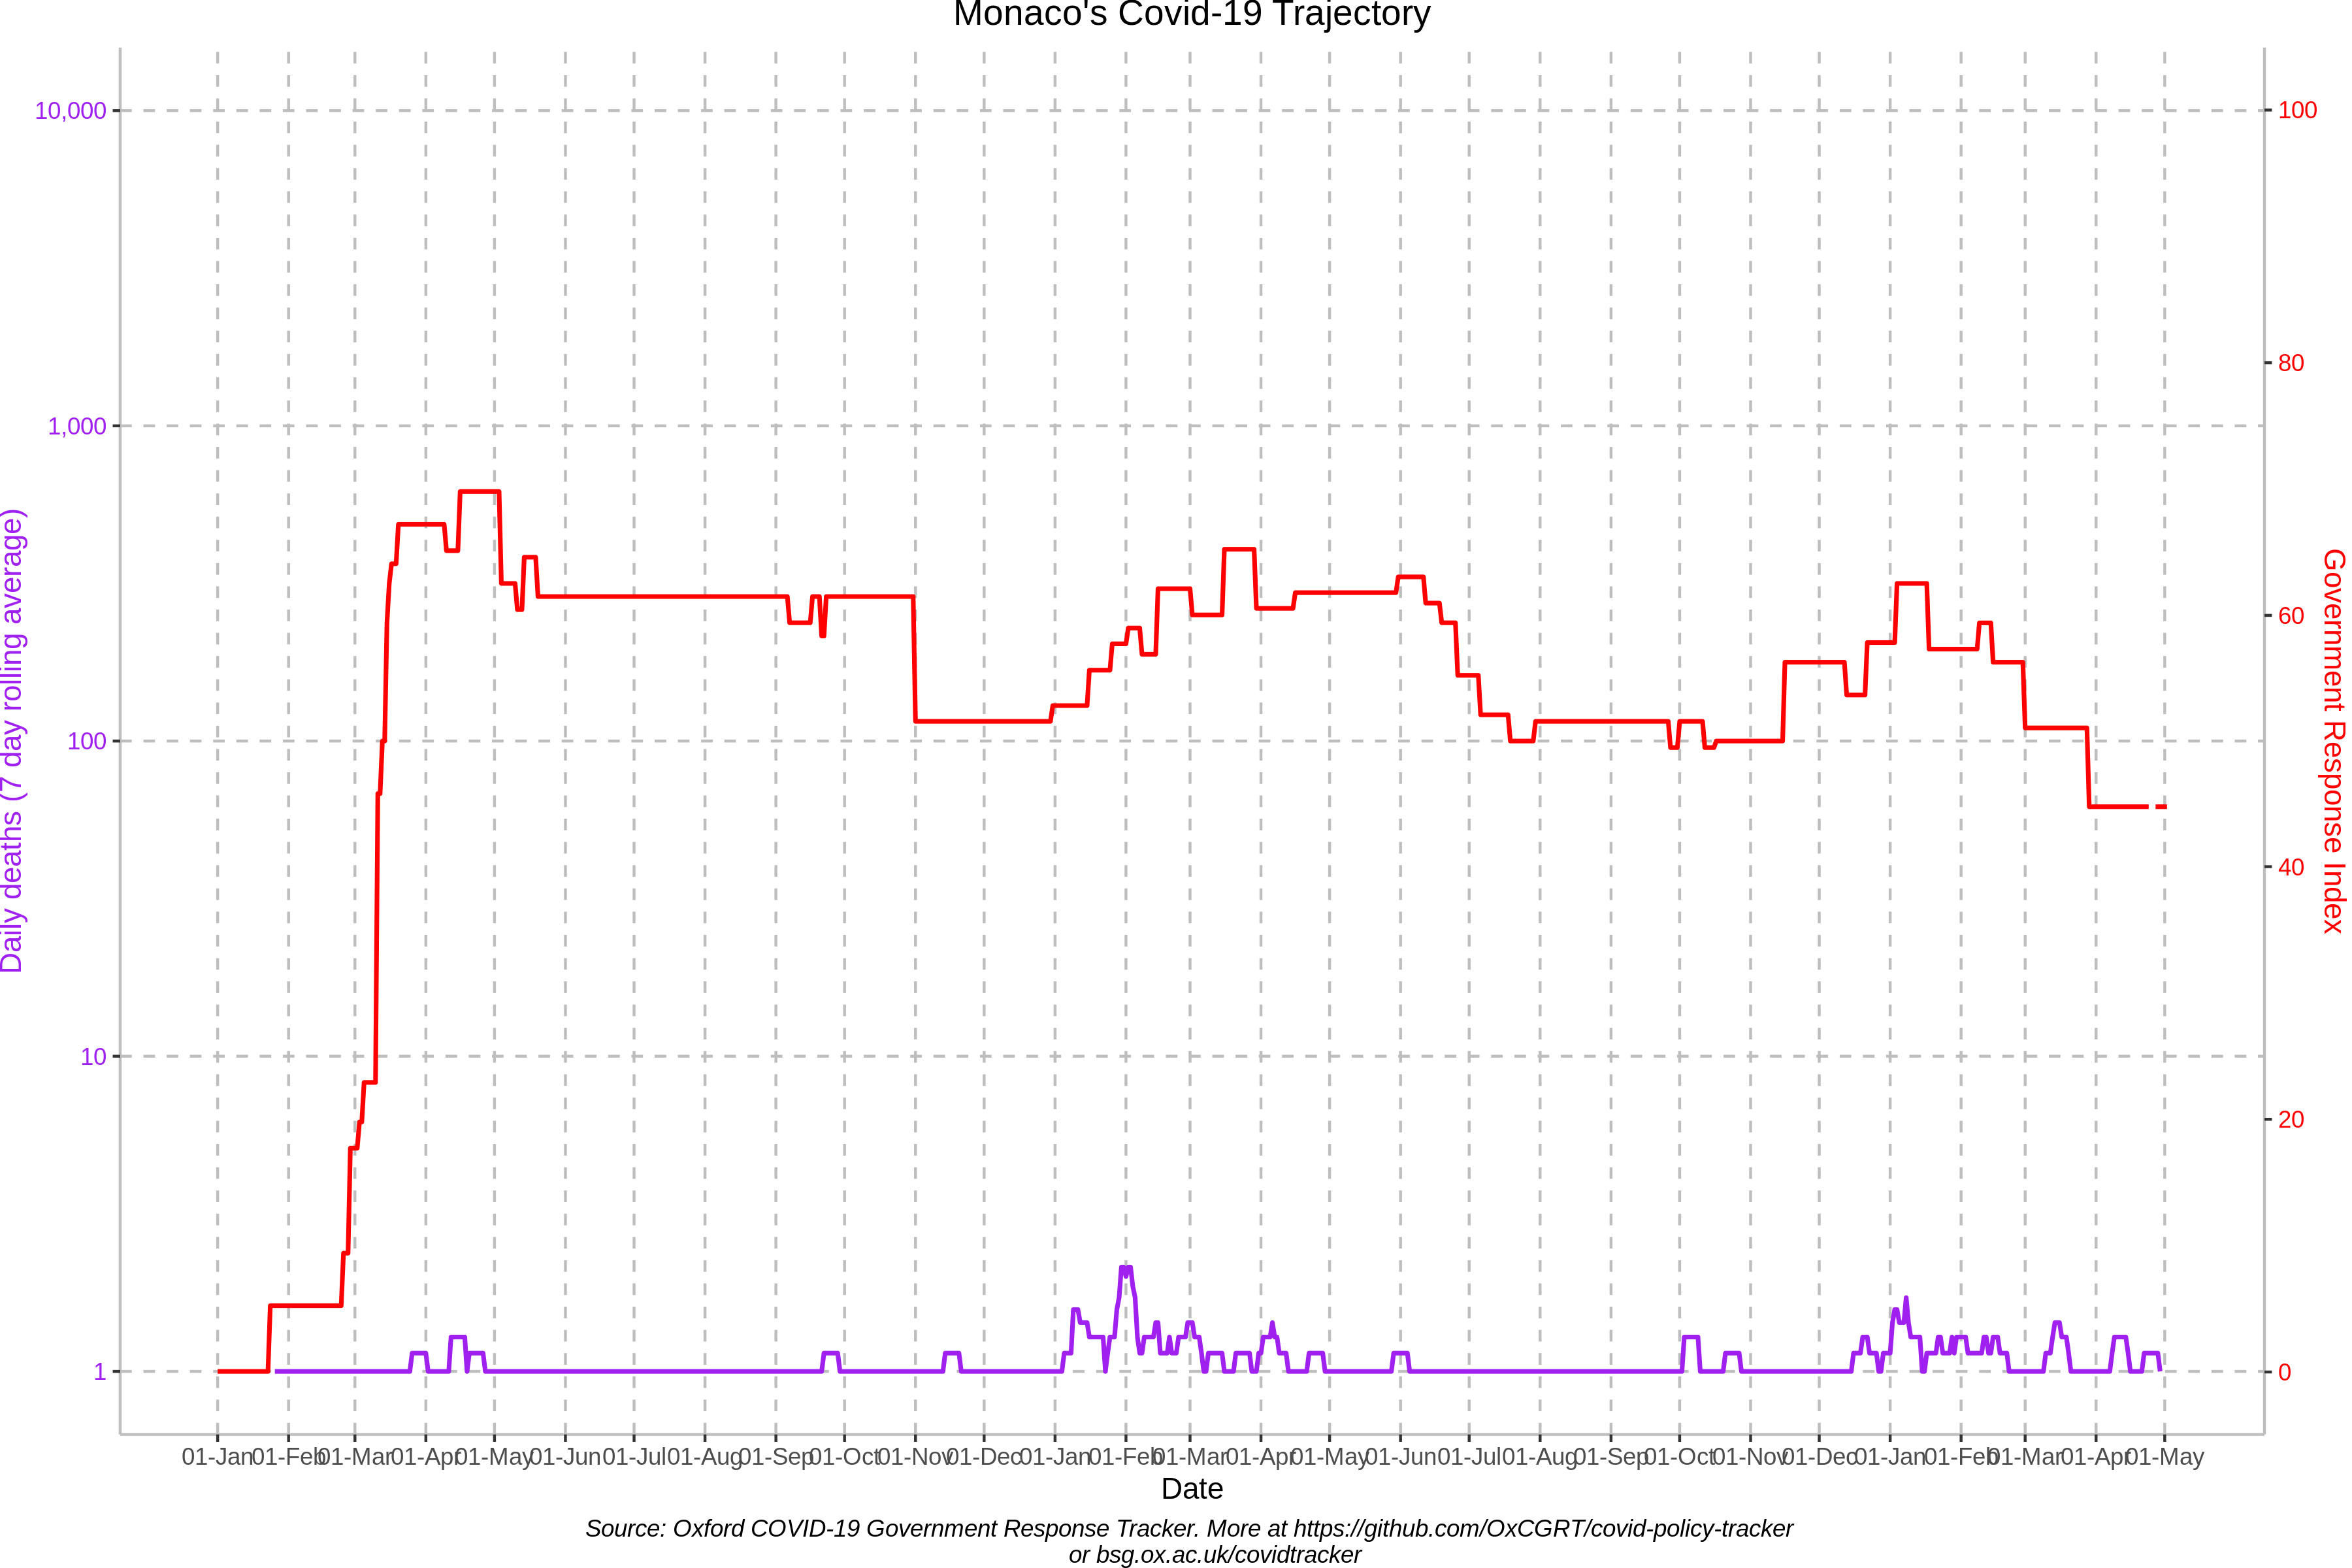 Monaco's Covid-19 Trajectory
10,000
1,000
100
10
1
Daily deaths (7 day rolling average)
100
80
60
40
20
0
Government Response Index
01-Jan 01-Feb 01-Mar 01-Apr 01-May 01-Jun 01-Jul 01-Aug 01-Sep 01-Oct 01-Nov 01-Dec 01-Jan 01-Feb 01-Mar 01-Apr 01-May 01-Jun 01-Jul 01-Aug 01-Sep 01-Oct 01-Nov 01-Dec 01-Jan 01-Feb 01-Mar 01-Apr 01-May
Date
Source: Oxford COVID-19 Government Response Tracker. More at https://github.com/OxCGRT/covid-policy-tracker
or bsg.ox.ac.uk/covidtracker